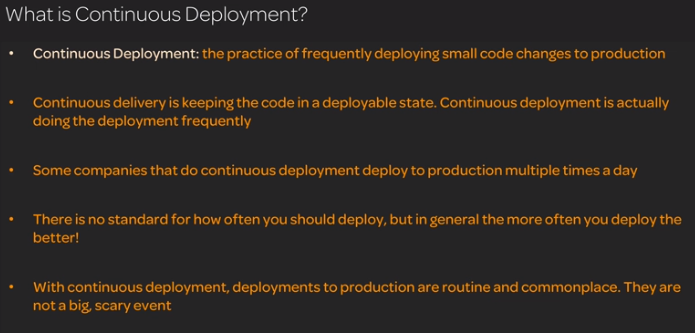 What is Continuous Deployment?
• Continuous Deployment: the practice of frequently deploying small code changes to production
• Continuous delivery is keeping the code in a deployable state. Continuous deployment is actually
doing the deployment frequently
• Some companies that do continuous deployment deploy to production multiple times a day
• There is no standard for how often you should deploy, but in general the more often you deploy the
better!
• With continuous deployment, deployments to production are routine and commonplace. They are
not a big, scary event